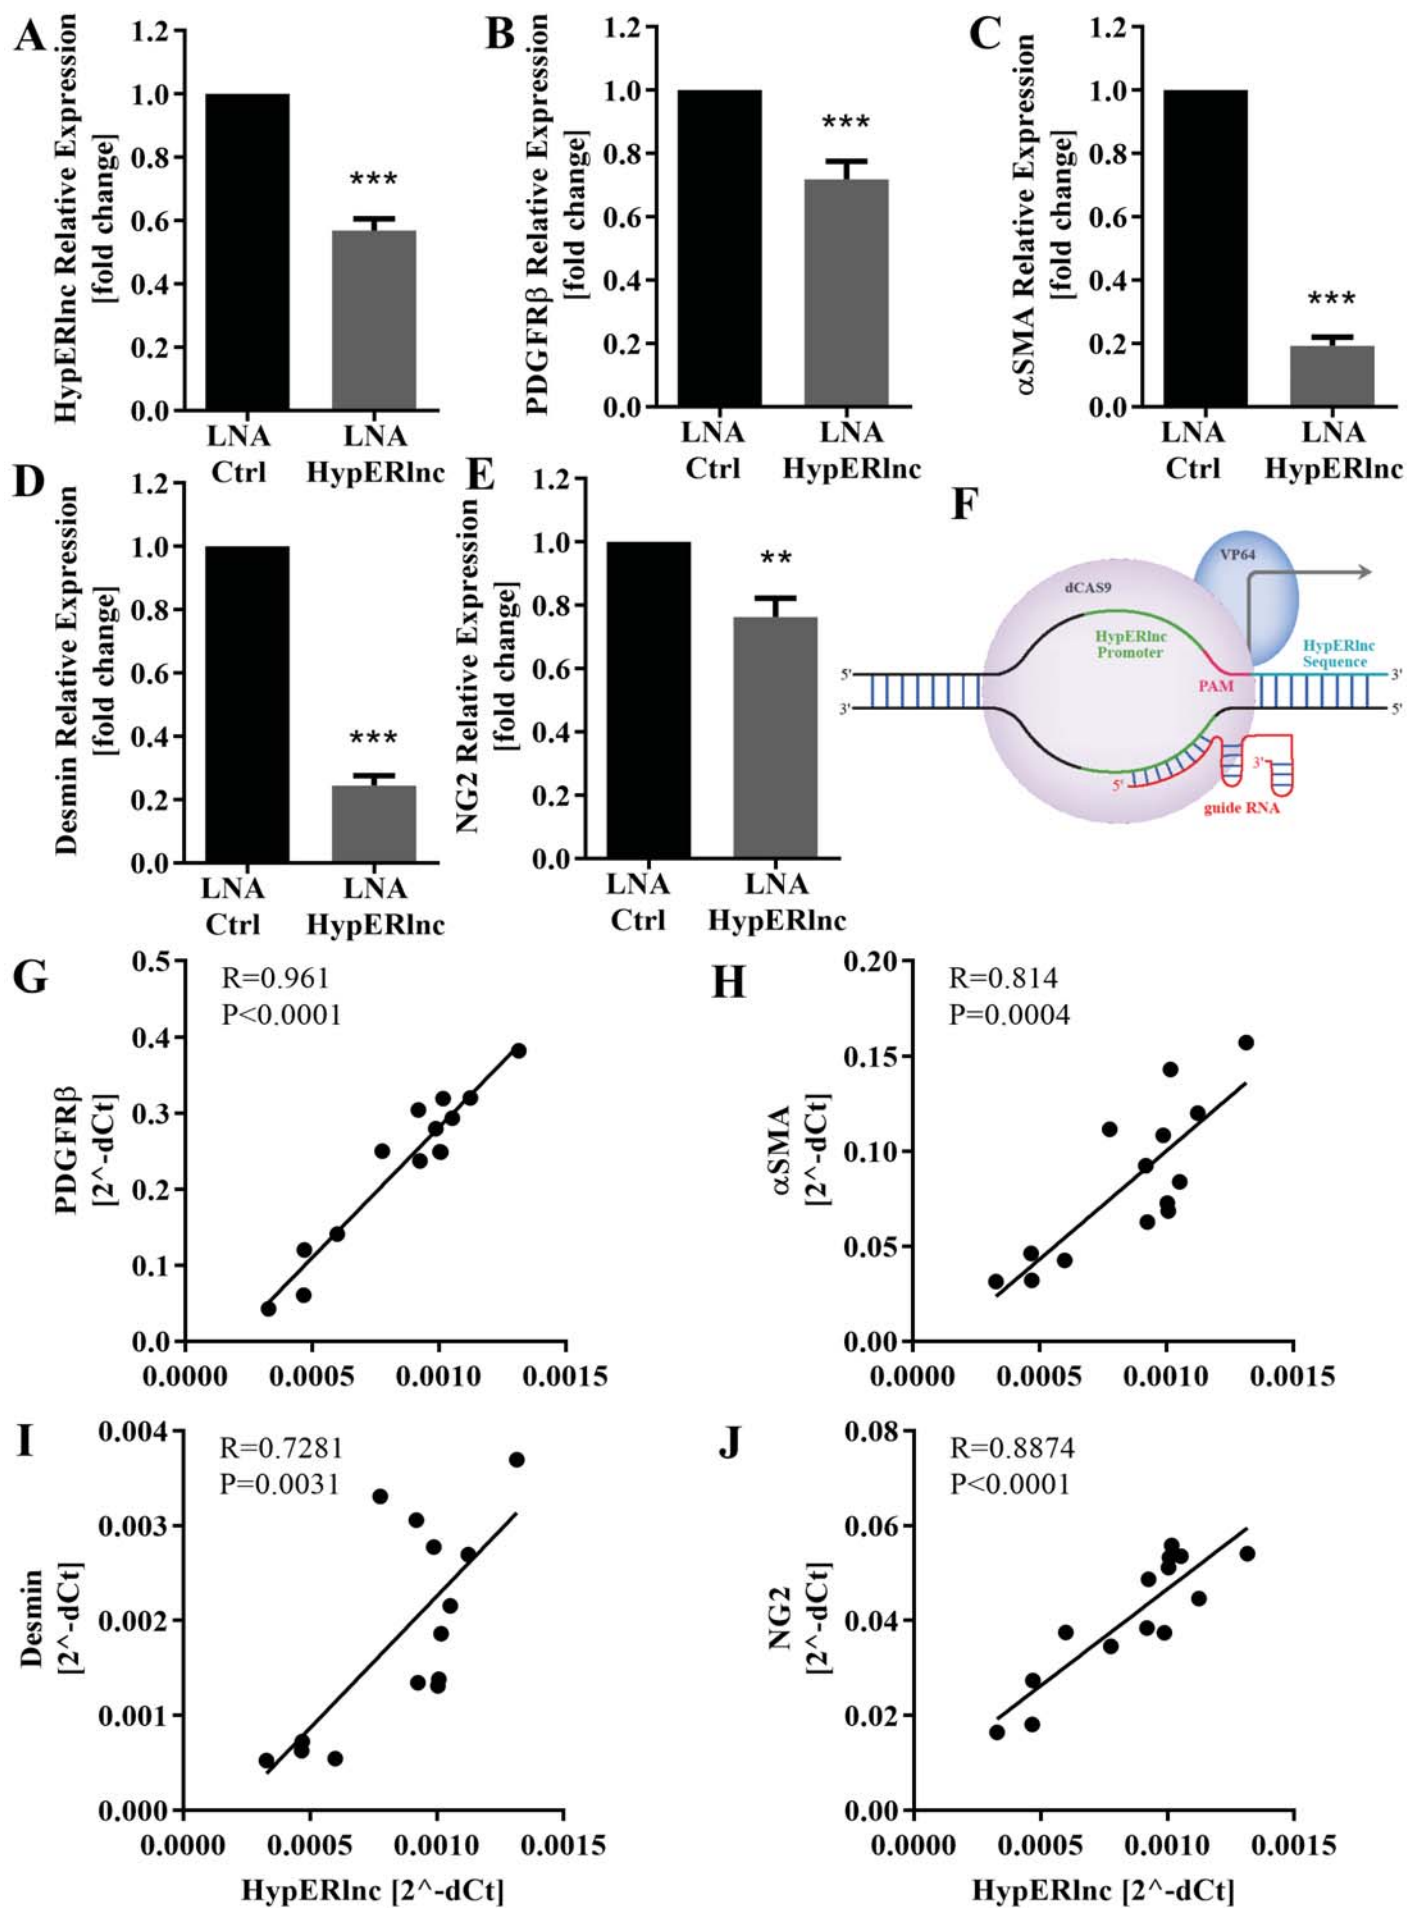 A
HypERlnc Relative Expression
[fold change]
1.2
1.0
0.8
0.6
0.4
0.2
0.0
***
LNA
Ctrl
LNA
HypERlnc
B
PDGFRβ Relative Expression
[fold change]
1.2
1.0
0.8
0.6
0.4
0.2
0.0
***
LNA
Ctrl
LNA
HypERlnc
C
αSMA Relative Expression
[fold change]
1.2
1.0
0.8
0.6
0.4
0.2
0.0
***
LNA
Ctrl
LNA
HypERlnc
D
Desmin Relative Expression
[fold change]
1.2
1.0
0.8
0.6
0.4
0.2
0.0
***
LNA
Ctrl
LNA
HypERlnc
E
NG2 Relative Expression
[fold change]
1.2
1.0
0.8
0.6
0.4
0.2
0.0
**
LNA
Ctrl
LNA
HypERlnc
F
VP64
dCAS9
HypERlnc
Promoter
HypERlnc
Sequence
PAM
5'
3'
3'
5'
5'
3'
guide RNA
G
R=0.961
P<0.0001
PDGFRβ
[2^-dCt]
0.5
0.4
0.3
0.2
0.1
0.0
0.0000 0.0005 0.0010 0.0015
H
R=0.814
P=0.0004
αSMA
[2^-dCt]
0.20
0.15
0.10
0.05
0.00
0.0000 0.0005 0.0010 0.0015
I
R=0.7281
P=0.0031
Desmin
[2^-dCt]
0.004
0.003
0.002
0.001
0.000
0.0000 0.0005 0.0010 0.0015
HypERlnc [2^-dCt]
J
R=0.8874
P<0.0001
NG2
[2^-dCt]
0.08
0.06
0.04
0.02
0.00
0.0000 0.0005 0.0010 0.0015
HypERlnc [2^-dCt]